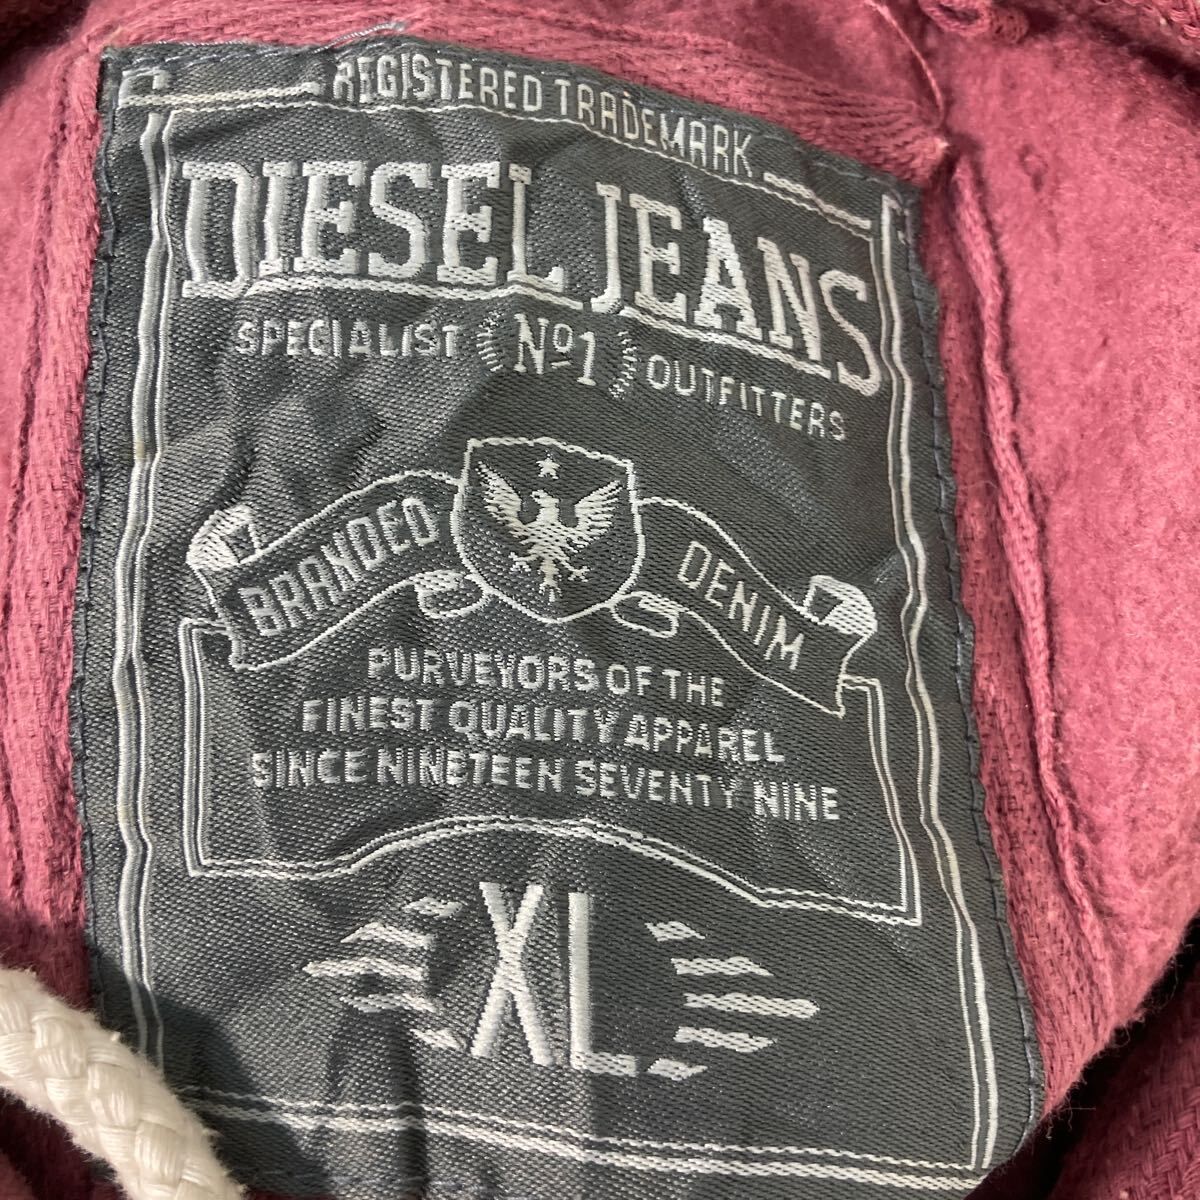 REGISTERED TRADEMARK
DIESEL JEANS
SPECIALIST Nº1 OUTFITTERS
BRANDED DENIM
PURVEYORS OF THE
FINEST QUALITY APPAREL
SINCE NINETEEN SEVENTY NINE
XL